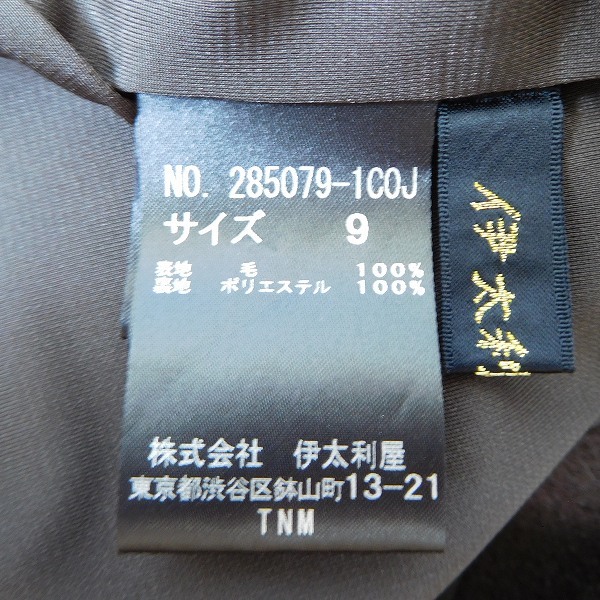 NO. 285079-1COJ
サイズ 9
表地 毛 100%
裏地 ポリエステル 100%
株式会社 伊太利屋
東京都渋谷区鉢山町13-21
TNM
伊太利